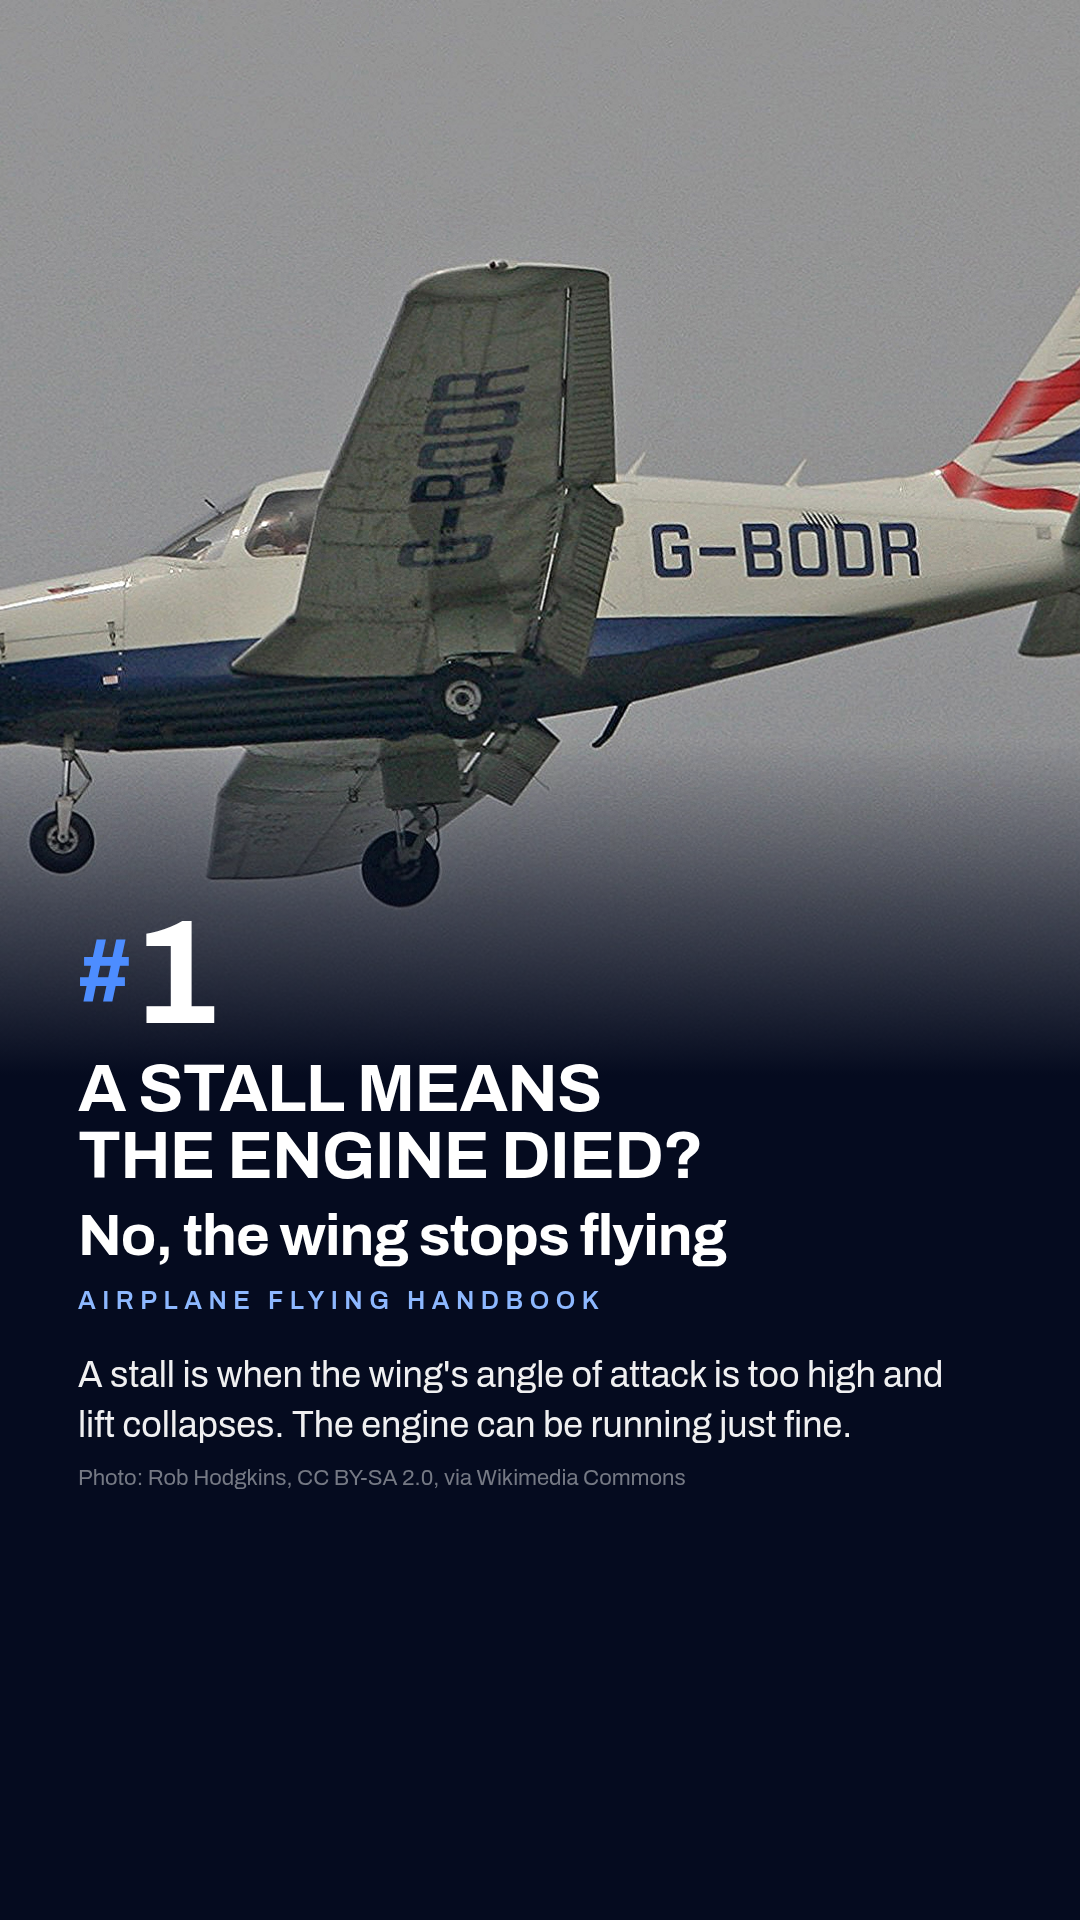 G-BODR
G-BODR
#1
A STALL MEANS
THE ENGINE DIED?
No, the wing stops flying
AIRPLANE FLYING HANDBOOK
A stall is when the wing's angle of attack is too high and
lift collapses. The engine can be running just fine.
Photo: Rob Hodgkins, CC BY-SA 2.0, via Wikimedia Commons